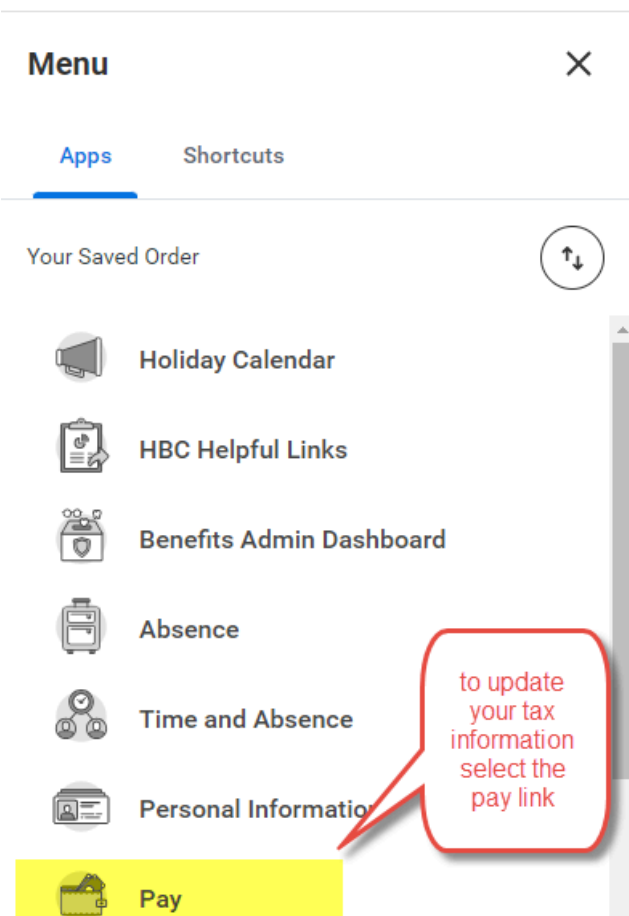 Menu
Apps
Shortcuts
Your Saved Order
Holiday Calendar
HBC Helpful Links
Benefits Admin Dashboard
Absence
Time and Absence
Personal Informatio
to update
your tax
information
select the
pay link
Pay